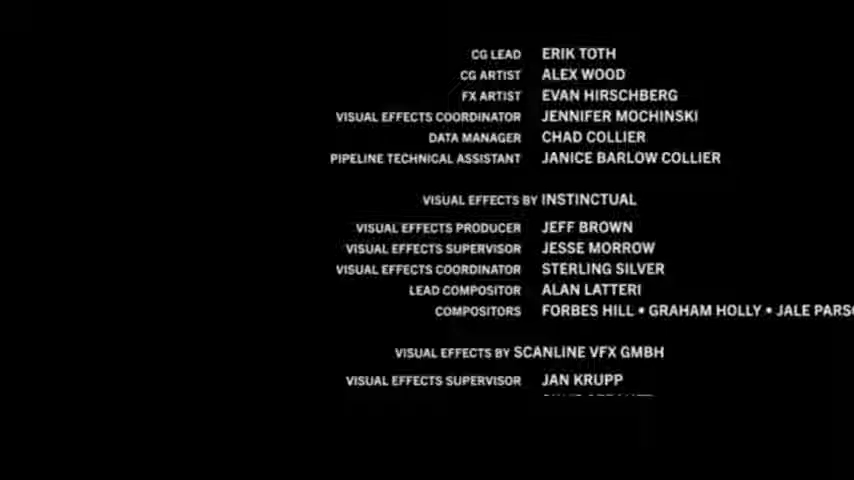 CG LEAD ERIK TOTH
CG ARTIST ALEX WOOD
FX ARTIST EVAN HIRSCHBERG
VISUAL EFFECTS COORDINATOR JENNIFER MOCHINSKI
DATA MANAGER CHAD COLLIER
PIPELINE TECHNICAL ASSISTANT JANICE BARLOW COLLIER
VISUAL EFFECTS BY INSTINCTUAL
VISUAL EFFECTS PRODUCER JEFF BROWN
VISUAL EFFECTS SUPERVISOR JESSE MORROW
VISUAL EFFECTS COORDINATOR STERLING SILVER
LEAD COMPOSITOR ALAN LATTERI
COMPOSITORS FORBES HILL • GRAHAM HOLLY • JALE
VISUAL EFFECTS BY SCANLINE VFX GMBH
VISUAL EFFECTS SUPERVISOR JAN KRUPP